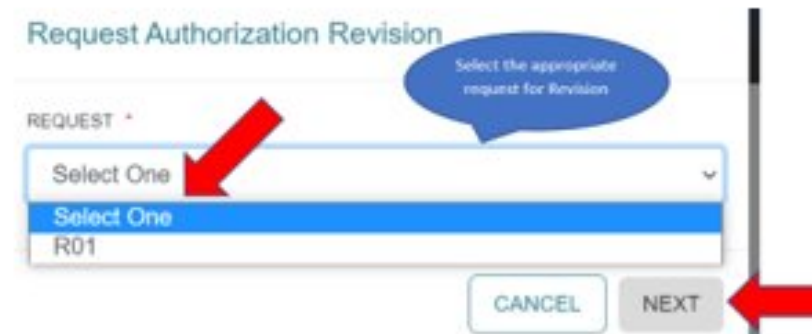 Request Authorization Revision
Select the appropriate
request for Revision
REQUEST *
Select One
Select One
R01
CANCEL
NEXT